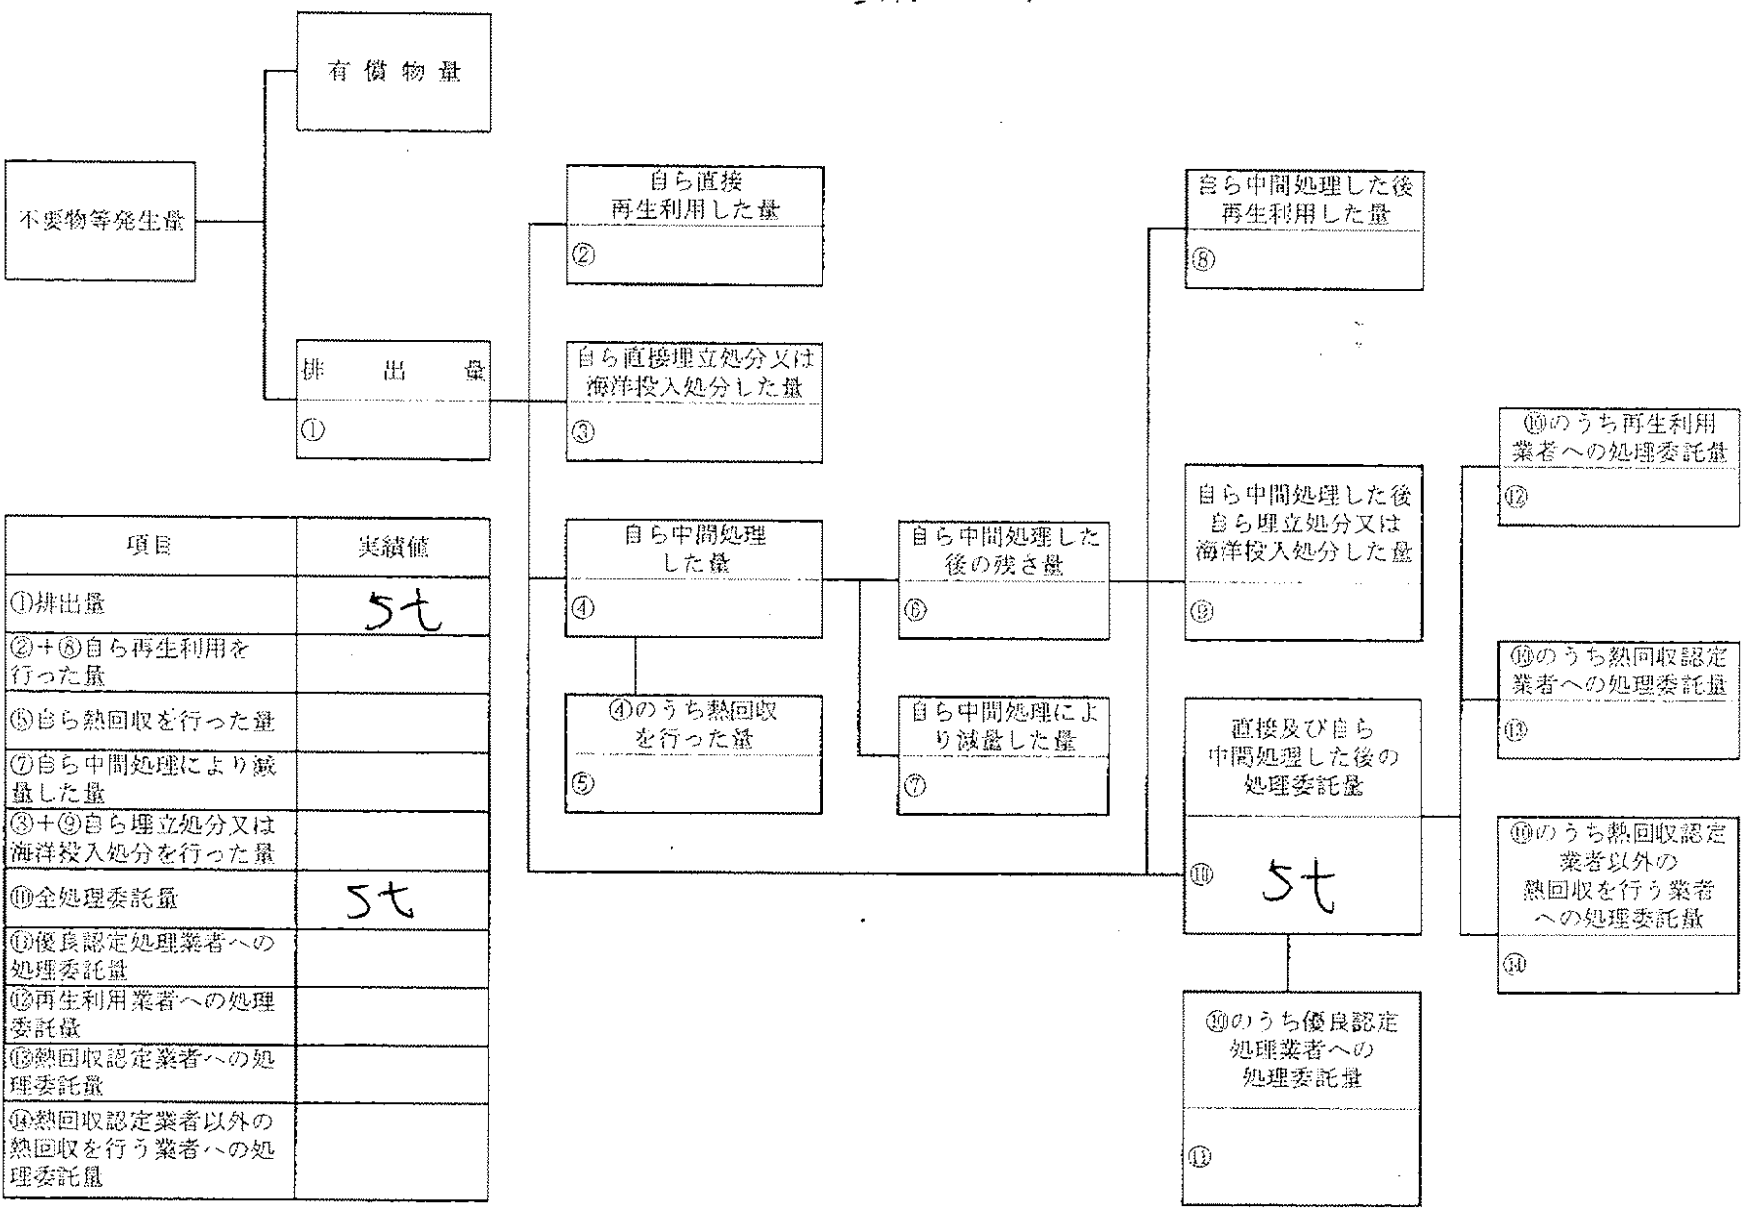 有償物量
不要物等発生量
自ら直接
再生利用した量
②
自ら中間処理した後
再生利用した量
⑧
排出量
①
自ら直接埋立処分又は
海洋投入処分した量
③
⑩のうち再生利用
業者への処理委託量
⑫
自ら中間処理した後
自ら埋立処分又は
海洋投入処分した量
⑨
自ら中間処理
した量
④
自ら中間処理した
後の残さ量
⑥
④のうち熱回収
を行った量
⑤
自ら中間処理によ
り減量した量
⑦
直接及び自ら
中間処理した後の
処理委託量
⑩ 5t
⑩のうち熱回収認定
業者への処理委託量
⑬
⑩のうち熱回収認定
業者以外の
熱回収を行う業者
への処理委託量
⑭
⑩のうち優良認定
処理業者への
処理委託量
⑪
項目 実績値
①排出量 5t
②+⑧自ら再生利用を
行った量
⑤自ら熱回収を行った量
⑦自ら中間処理により減
量した量
③+⑨自ら埋立処分又は
海洋投入処分を行った量
⑩全処理委託量 5t
⑪優良認定処理業者への
処理委託量
⑫再生利用業者への処理
委託量
⑬熱回収認定業者への処
理委託量
⑭熱回収認定業者以外の
熱回収を行う業者への処
理委託量